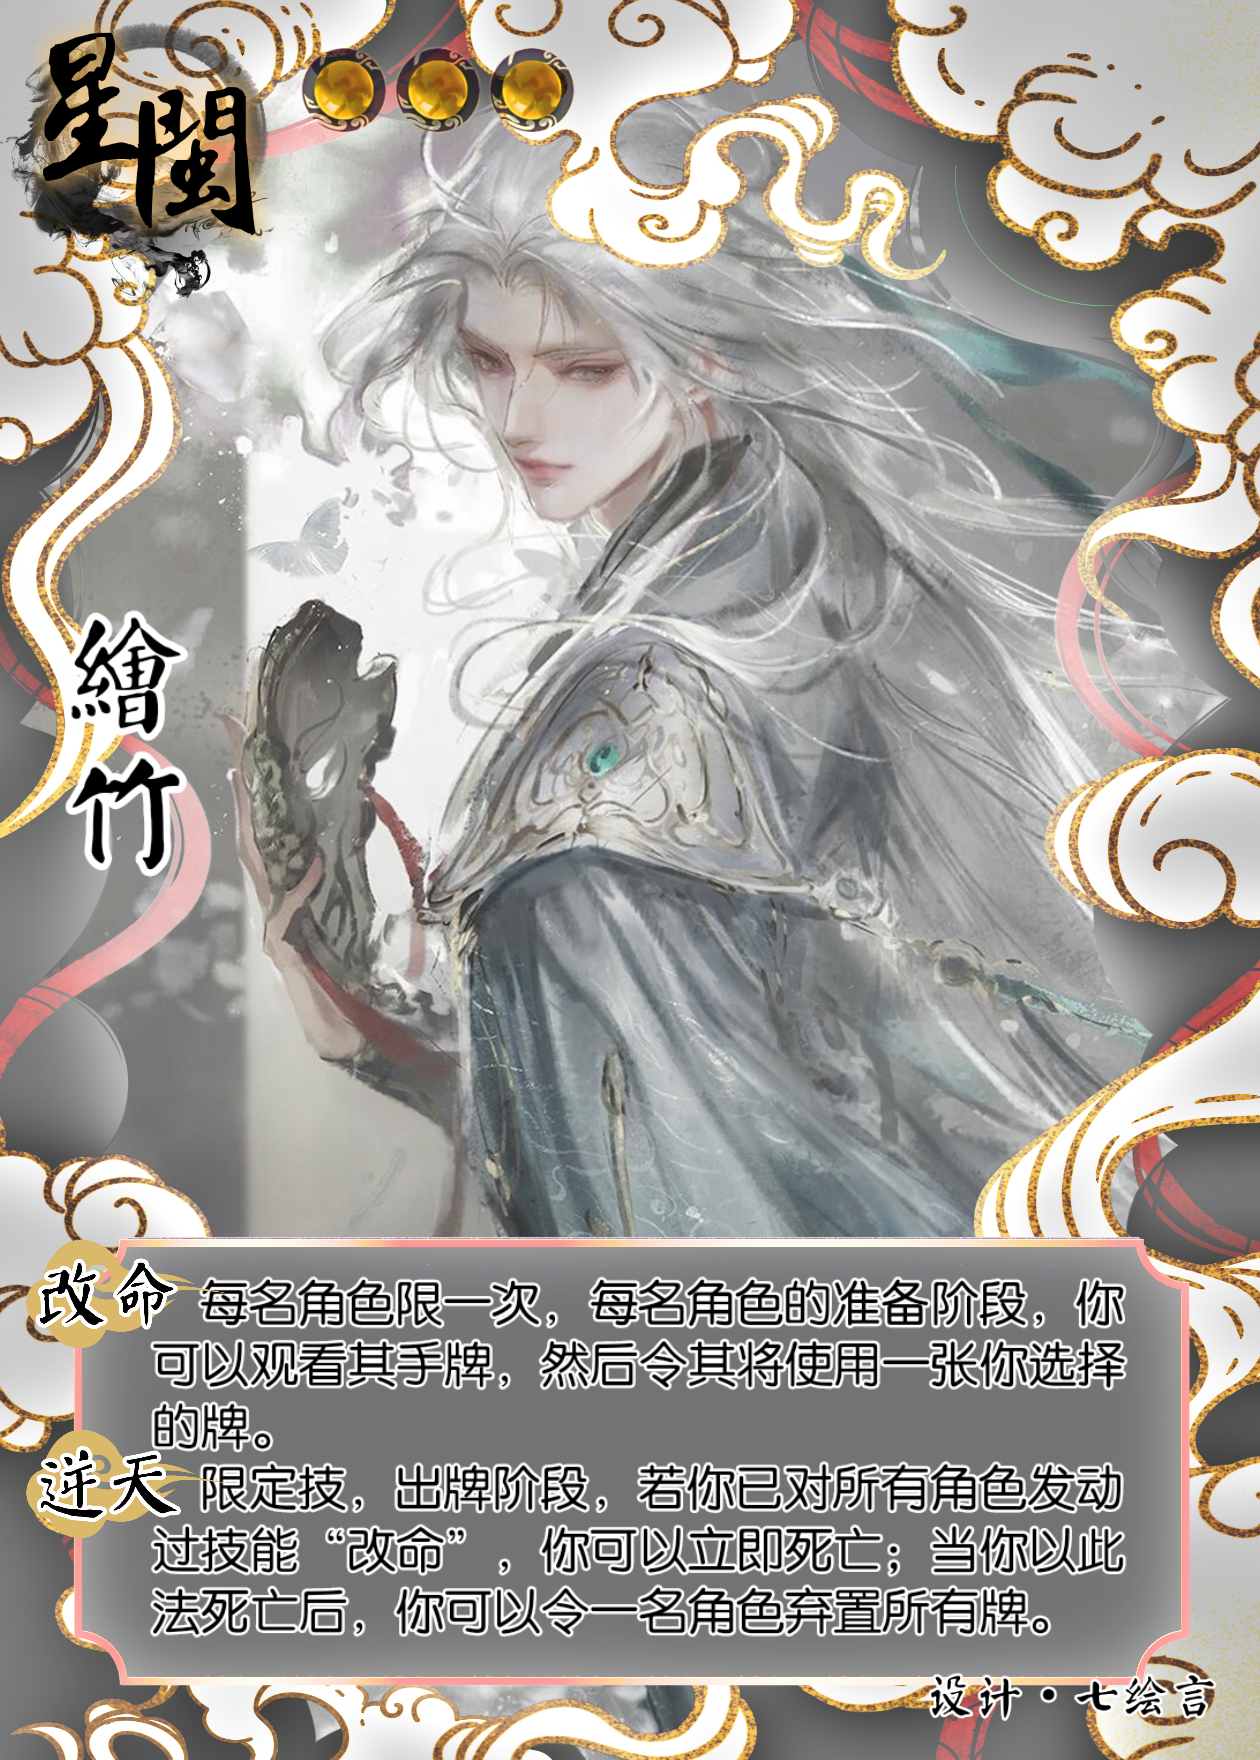 星閩
繪竹
改命
每名角色限一次，每名角色的准备阶段，你
可以观看其手牌，然后令其将使用一张你选择
的牌。
逆天
限定技，出牌阶段，若你已对所有角色发动
过技能“改命”，你可以立即死亡；当你以此
法死亡后，你可以令一名角色弃置所有牌。
设计·七绘言